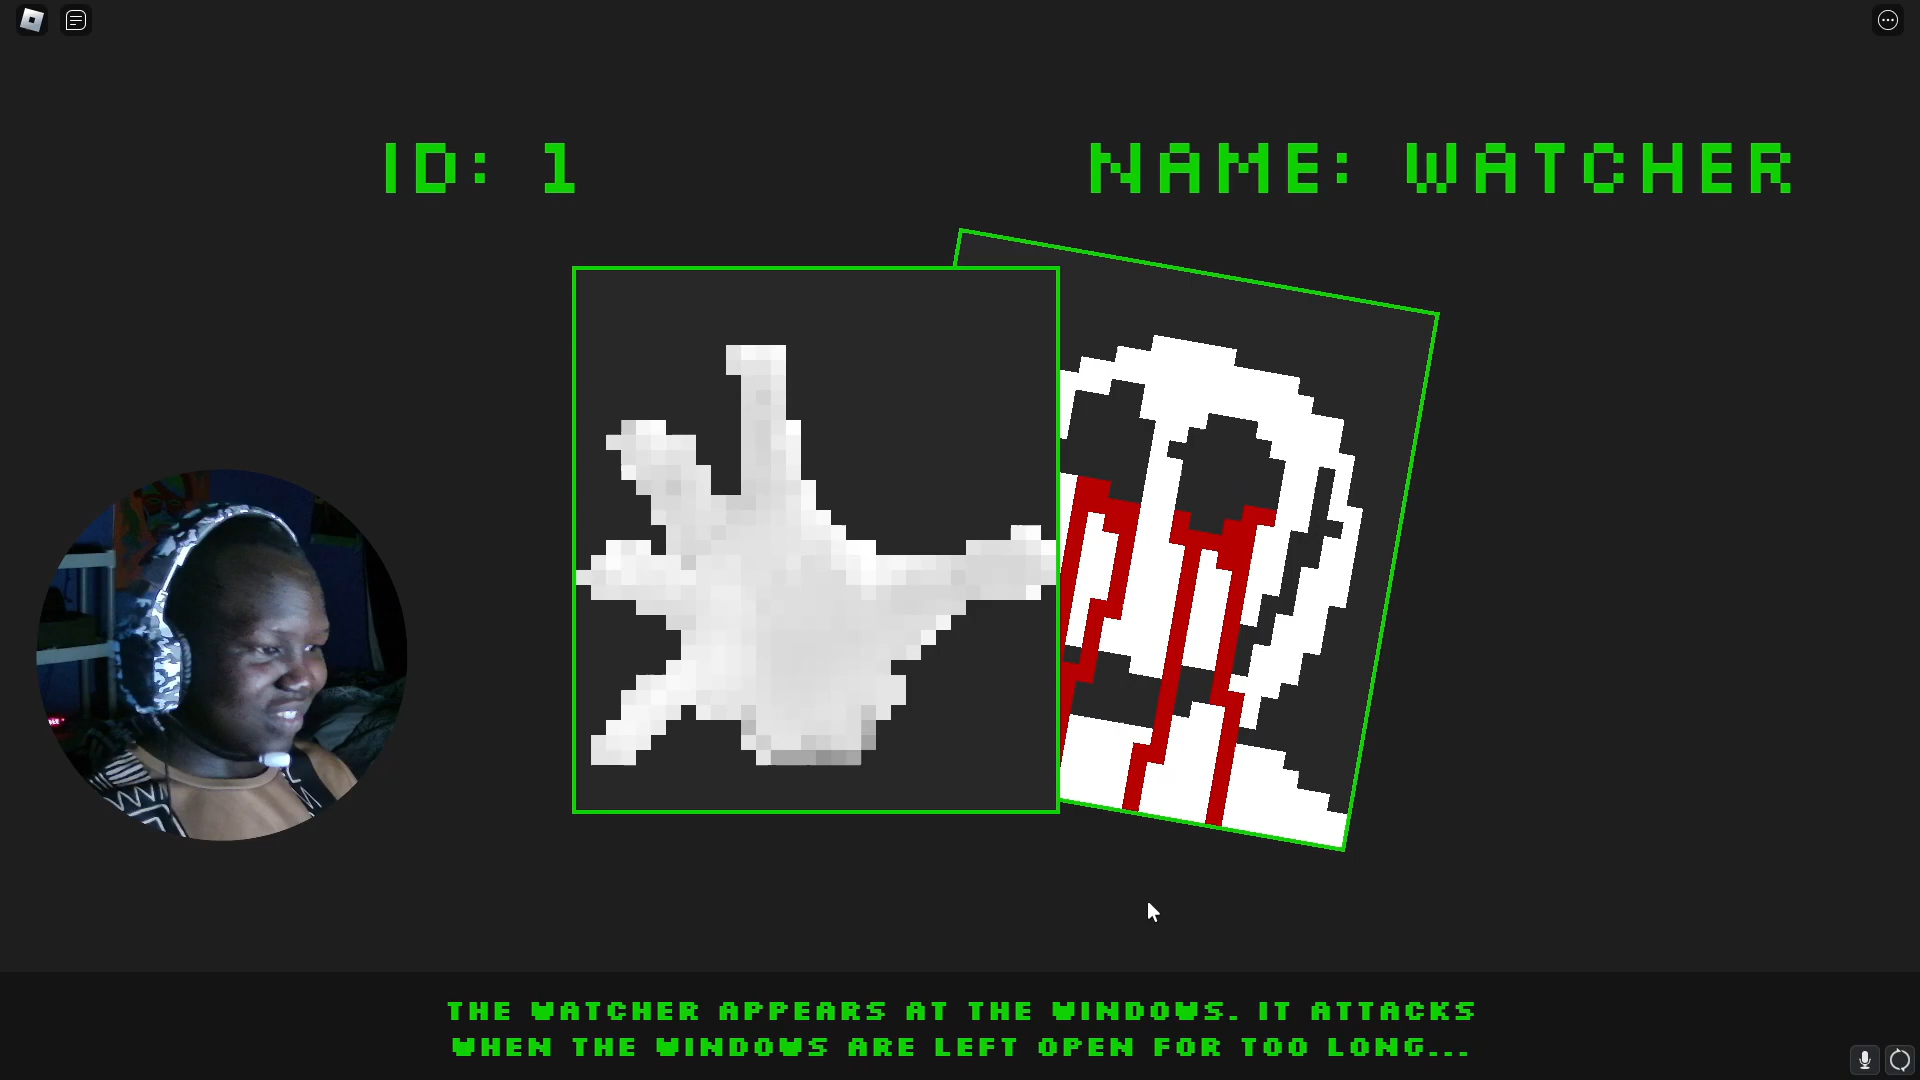 ID: 1
NAME: WATCHER
THE WATCHER APPEARS AT THE WINDOWS. IT ATTACKS
WHEN THE WINDOWS ARE LEFT OPEN FOR TOO LONG...